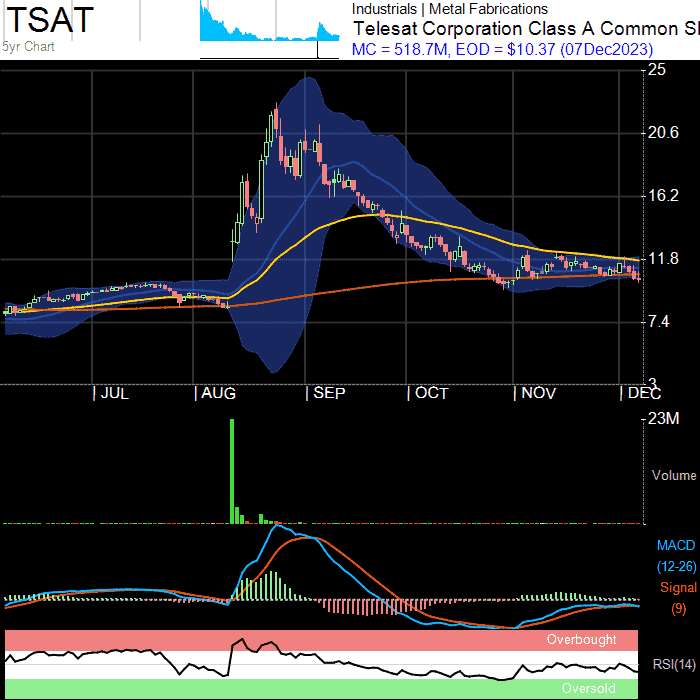 TSAT
5yr Chart
Industrials | Metal Fabrications
Telesat Corporation Class A Common S
MC = 518.7M, EOD = $10.37 (07Dec2023)
25
20.6
16.2
11.8
7.4
3
| JUL
| AUG
| SEP
| OCT
| NOV
| DEC
23M
Volume
MACD
(12-26)
Signal
(9)
Overbought
RSI(14)
Oversold